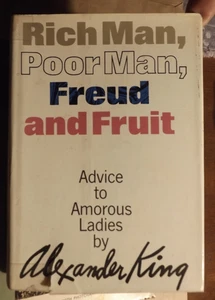 Rich Man,
Poor Man,
Freud
and Fruit
Advice
to
Amorous
Ladies
by
Alexander King